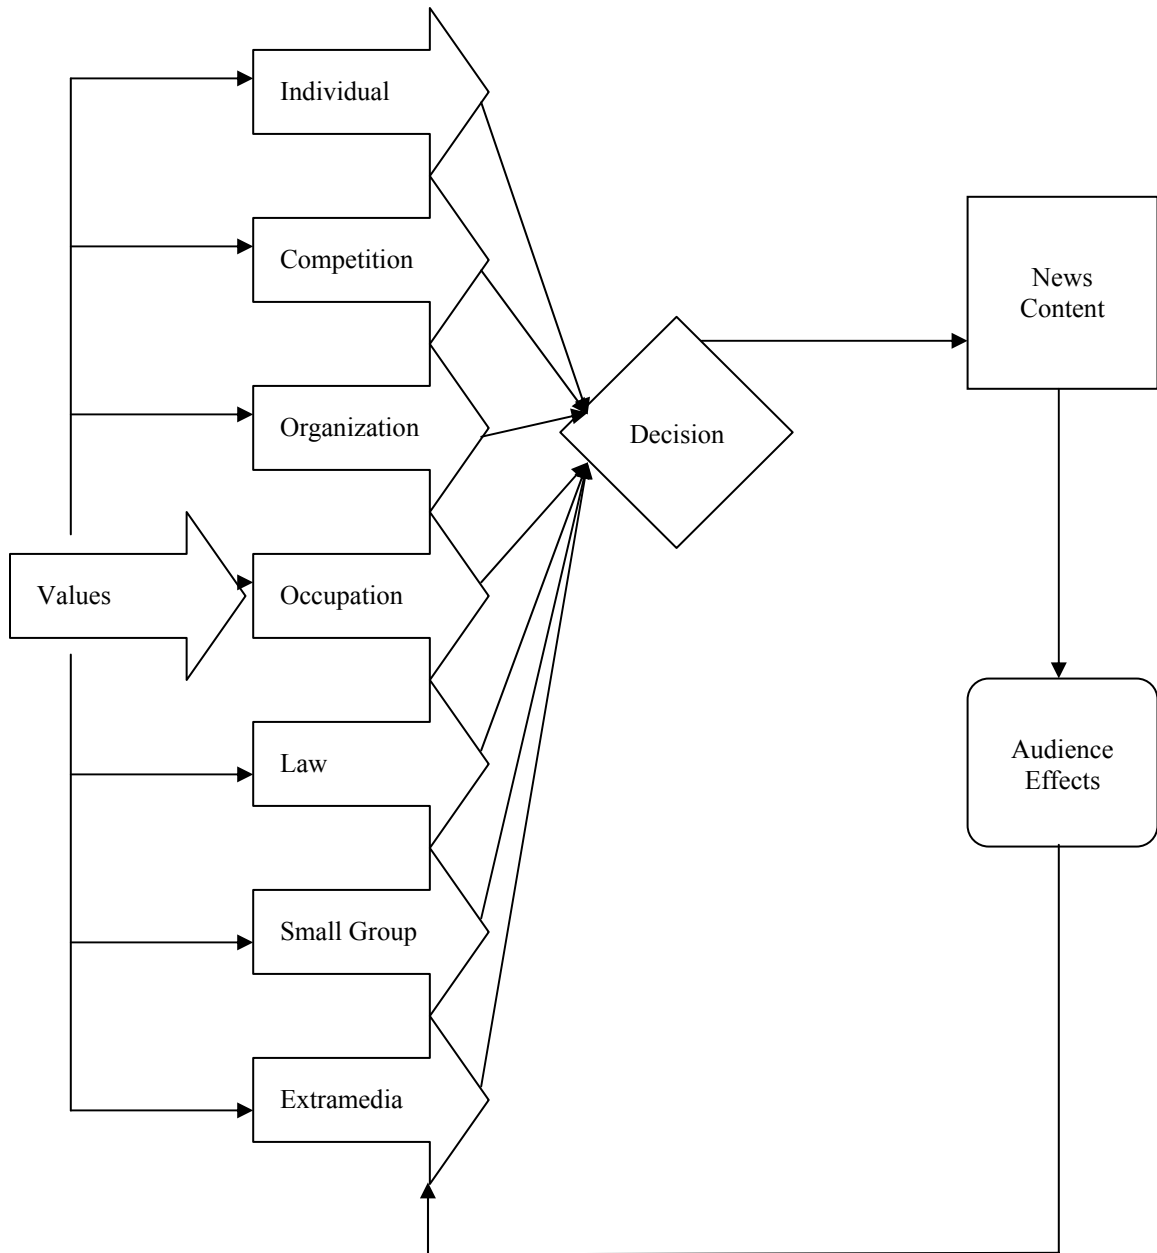 Individual
Competition
Organization
Values
Occupation
Law
Small Group
Extramedia
Decision
News
Content
Audience
Effects